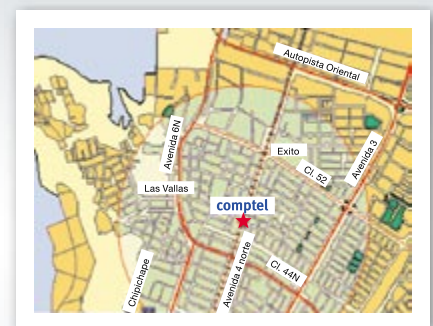 Autopista Oriental
Avenida 6N
Exito
Avenida 3
Cl. 52
Las Vallas
comptel
Cl. 44N
Avenida 4 norte
Chipichape